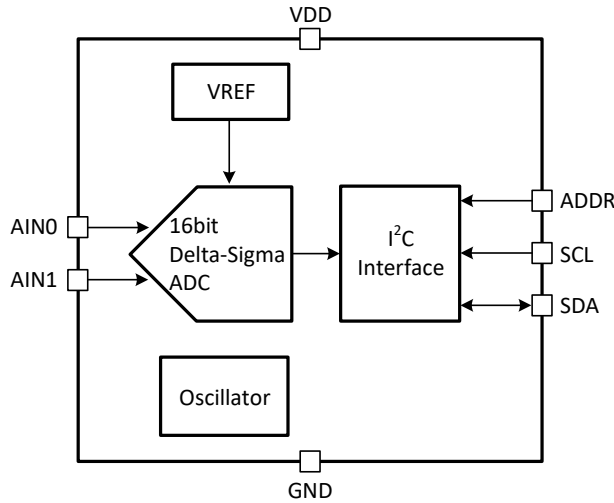 VDD
VREF
AIN0
AIN1
16bit
Delta-Sigma
ADC
I²C
Interface
ADDR
SCL
SDA
Oscillator
GND